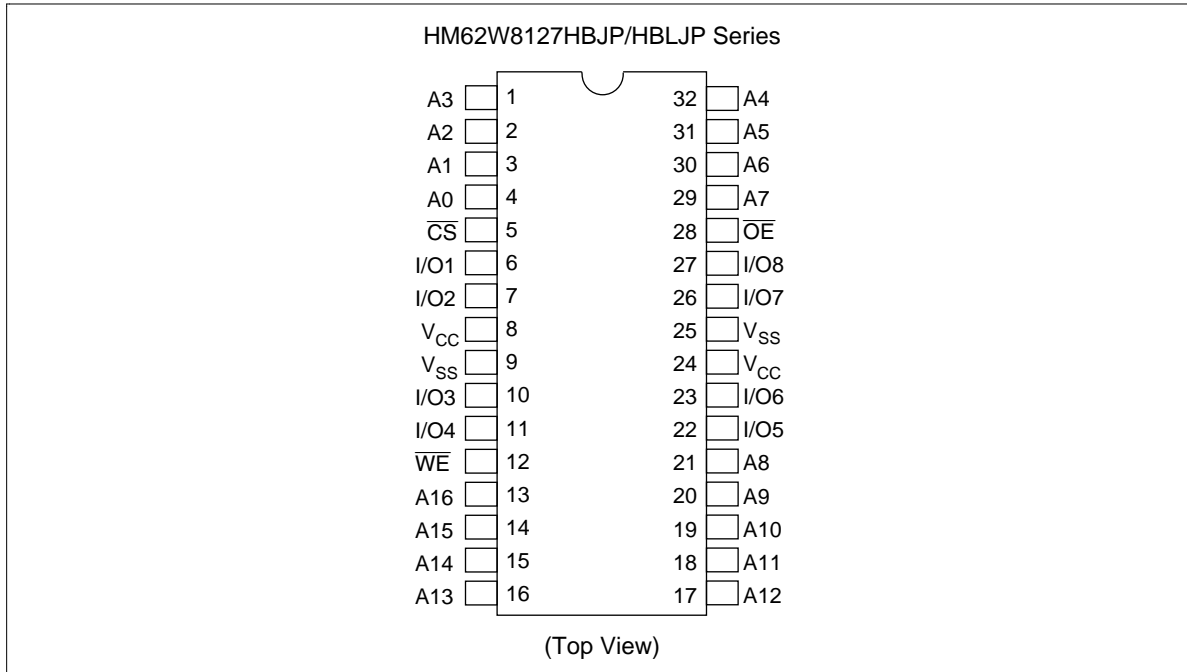 HM62W8127HBJP/HBLJP Series
A3 1 32 A4
A2 2 31 A5
A1 3 30 A6
A0 4 29 A7
C̅S̅ 5 28 O̅E̅
I/O1 6 27 I/O8
I/O2 7 26 I/O7
VCC 8 25 VSS
VSS 9 24 VCC
I/O3 10 23 I/O6
I/O4 11 22 I/O5
W̅E̅ 12 21 A8
A16 13 20 A9
A15 14 19 A10
A14 15 18 A11
A13 16 17 A12
(Top View)